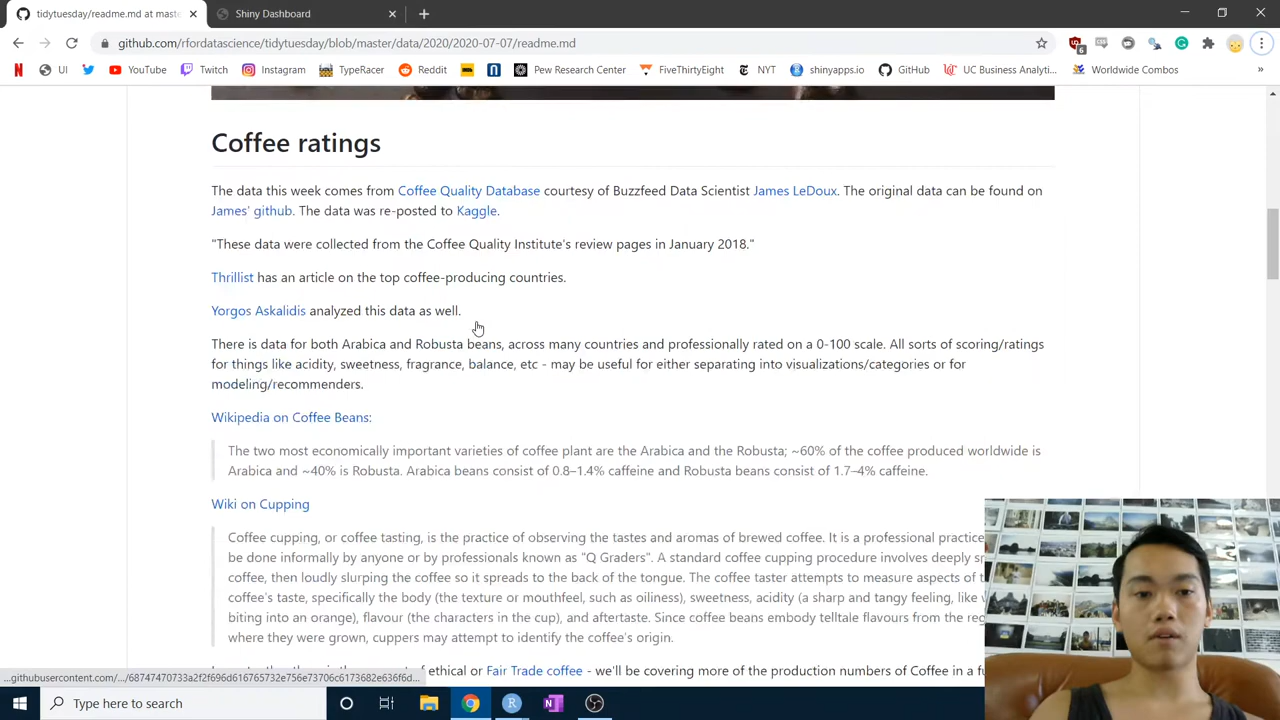 tidytuesday/readme.md at maste
Shiny Dashboard
github.com/rfordatascience/tidytuesday/blob/master/data/2020/2020-07-07/readme.md
6
UI
YouTube
Twitch
Instagram
TypeRacer
Reddit
Pew Research Center
FiveThirtyEight
NYT
shinyapps.io
GitHub
UC Business Analyti...
Worldwide Combos
»
Coffee ratings
The data this week comes from Coffee Quality Database courtesy of Buzzfeed Data Scientist James LeDoux. The original data can be found on
James' github. The data was re-posted to Kaggle.
"These data were collected from the Coffee Quality Institute's review pages in January 2018."
Thrillist has an article on the top coffee-producing countries.
Yorgos Askalidis analyzed this data as well.
There is data for both Arabica and Robusta beans, across many countries and professionally rated on a 0-100 scale. All sorts of scoring/ratings
for things like acidity, sweetness, fragrance, balance, etc - may be useful for either separating into visualizations/categories or for
modeling/recommenders.
Wikipedia on Coffee Beans:
The two most economically important varieties of coffee plant are the Arabica and the Robusta; ~60% of the coffee produced worldwide is
Arabica and ~40% is Robusta. Arabica beans consist of 0.8–1.4% caffeine and Robusta beans consist of 1.7–4% caffeine.
Wiki on Cupping
Coffee cupping, or coffee tasting, is the practice of observing the tastes and aromas of brewed coffee. It is a professional practice
be done informally by anyone or by professionals known as "Q Graders". A standard coffee cupping procedure involves deeply
coffee, then loudly slurping the coffee so it spreads to the back of the tongue. The coffee taster attempts to measure aspects of
coffee's taste, specifically the body (the texture or mouthfeel, such as oiliness), sweetness, acidity (a sharp and tangy feeling, like
biting into an orange), flavour (the characters in the cup), and aftertaste. Since coffee beans embody telltale flavours from the
where they were grown, cuppers may attempt to identify the coffee's origin.
of ethical or Fair Trade coffee - we'll be covering more of the production numbers of Coffee in a
Type here to search